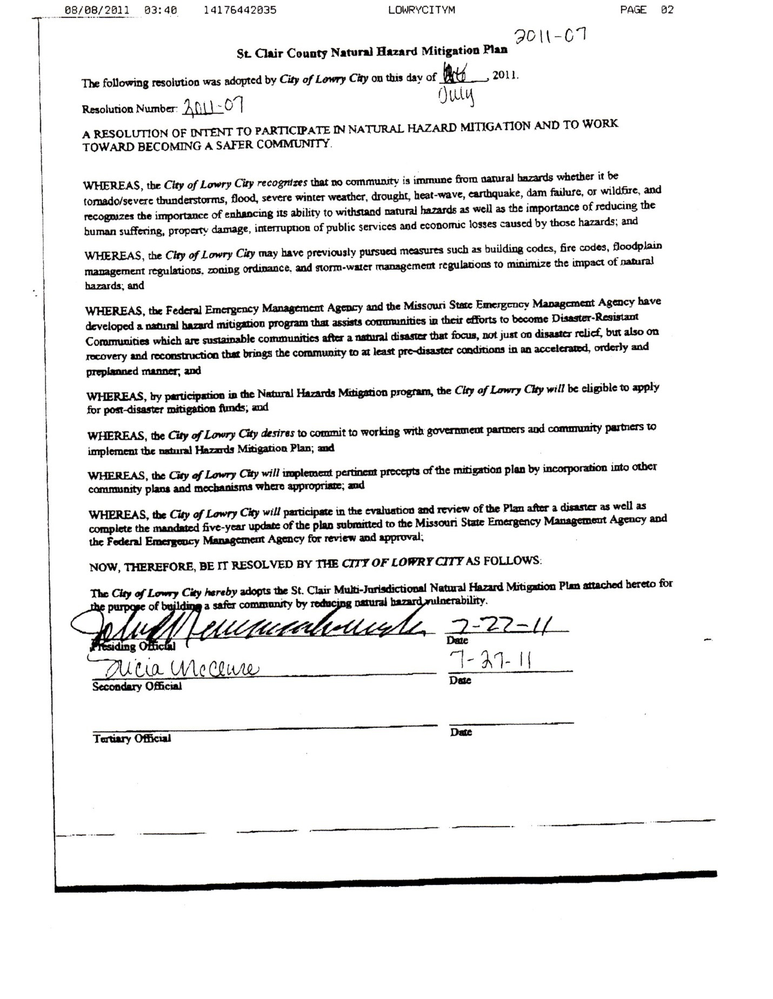 08/08/2011 03:40 14176442035 LOWRYCITYM PAGE 02
2011-07
St. Clair County Natural Hazard Mitigation Plan
The following resolution was adopted by City of Lowry City on this day of , 2011.
July
Resolution Number: 2011-07
A RESOLUTION OF INTENT TO PARTICIPATE IN NATURAL HAZARD MITIGATION AND TO WORK
TOWARD BECOMING A SAFER COMMUNITY.
WHEREAS, the City of Lowry City recognizes that no community is immune from natural hazards whether it be
tornado/severe thunderstorms, flood, severe winter weather, drought, heat-wave, earthquake, dam failure, or wildfire, and
recognizes the importance of enhancing its ability to withstand natural hazards as well as the importance of reducing the
human suffering, property damage, interruption of public services and economic losses caused by those hazards; and
WHEREAS, the City of Lowry City may have previously pursued measures such as building codes, fire codes, floodplain
management regulations, zoning ordinance, and storm-water management regulations to minimize the impact of natural
hazards; and
WHEREAS, the Federal Emergency Management Agency and the Missouri State Emergency Management Agency have
developed a natural hazard mitigation program that assists communities in their efforts to become Disaster-Resistant
Communities which are sustainable communities after a natural disaster that focus, not just on disaster relief, but also on
recovery and reconstruction that brings the community to at least pre-disaster conditions in an accelerated, orderly and
preplanned manner; and
WHEREAS, by participation in the Natural Hazards Mitigation program, the City of Lowry City will be eligible to apply
for post-disaster mitigation funds; and
WHEREAS, the City of Lowry City desires to commit to working with government partners and community partners to
implement the natural Hazards Mitigation Plan; and
WHEREAS, the City of Lowry City will implement pertinent precepts of the mitigation plan by incorporation into other
community plans and mechanisms where appropriate; and
WHEREAS, the City of Lowry City will participate in the evaluation and review of the Plan after a disaster as well as
complete the mandated five-year update of the plan submitted to the Missouri State Emergency Management Agency and
the Federal Emergency Management Agency for review and approval;
NOW, THEREFORE, BE IT RESOLVED BY THE CITY OF LOWRY CITY AS FOLLOWS:
The City of Lowry City hereby adopts the St. Clair Multi-Jurisdictional Natural Hazard Mitigation Plan attached hereto for
the purpose of building a safer community by reducing natural hazard vulnerability.
7-27-11
Presiding Official Date
Tricia McClure 7-27-11
Secondary Official Date
Tertiary Official Date